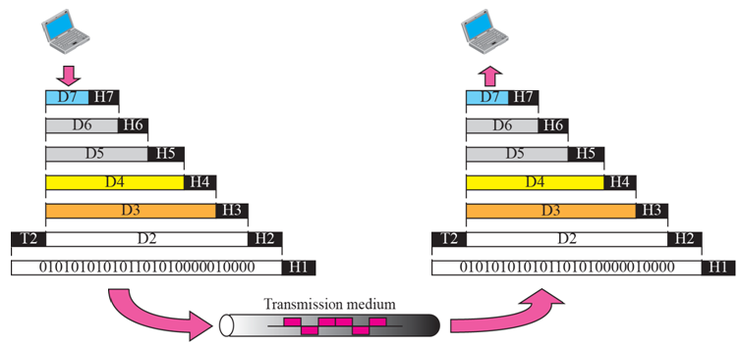 D7 H7 D7 H7
D6 H6 D6 H6
D5 H5 D5 H5
D4 H4 D4 H4
D3 H3 D3 H3
T2 D2 H2 T2 D2 H2
010101010101101010000010000 H1 010101010101101010000010000 H1
Transmission medium